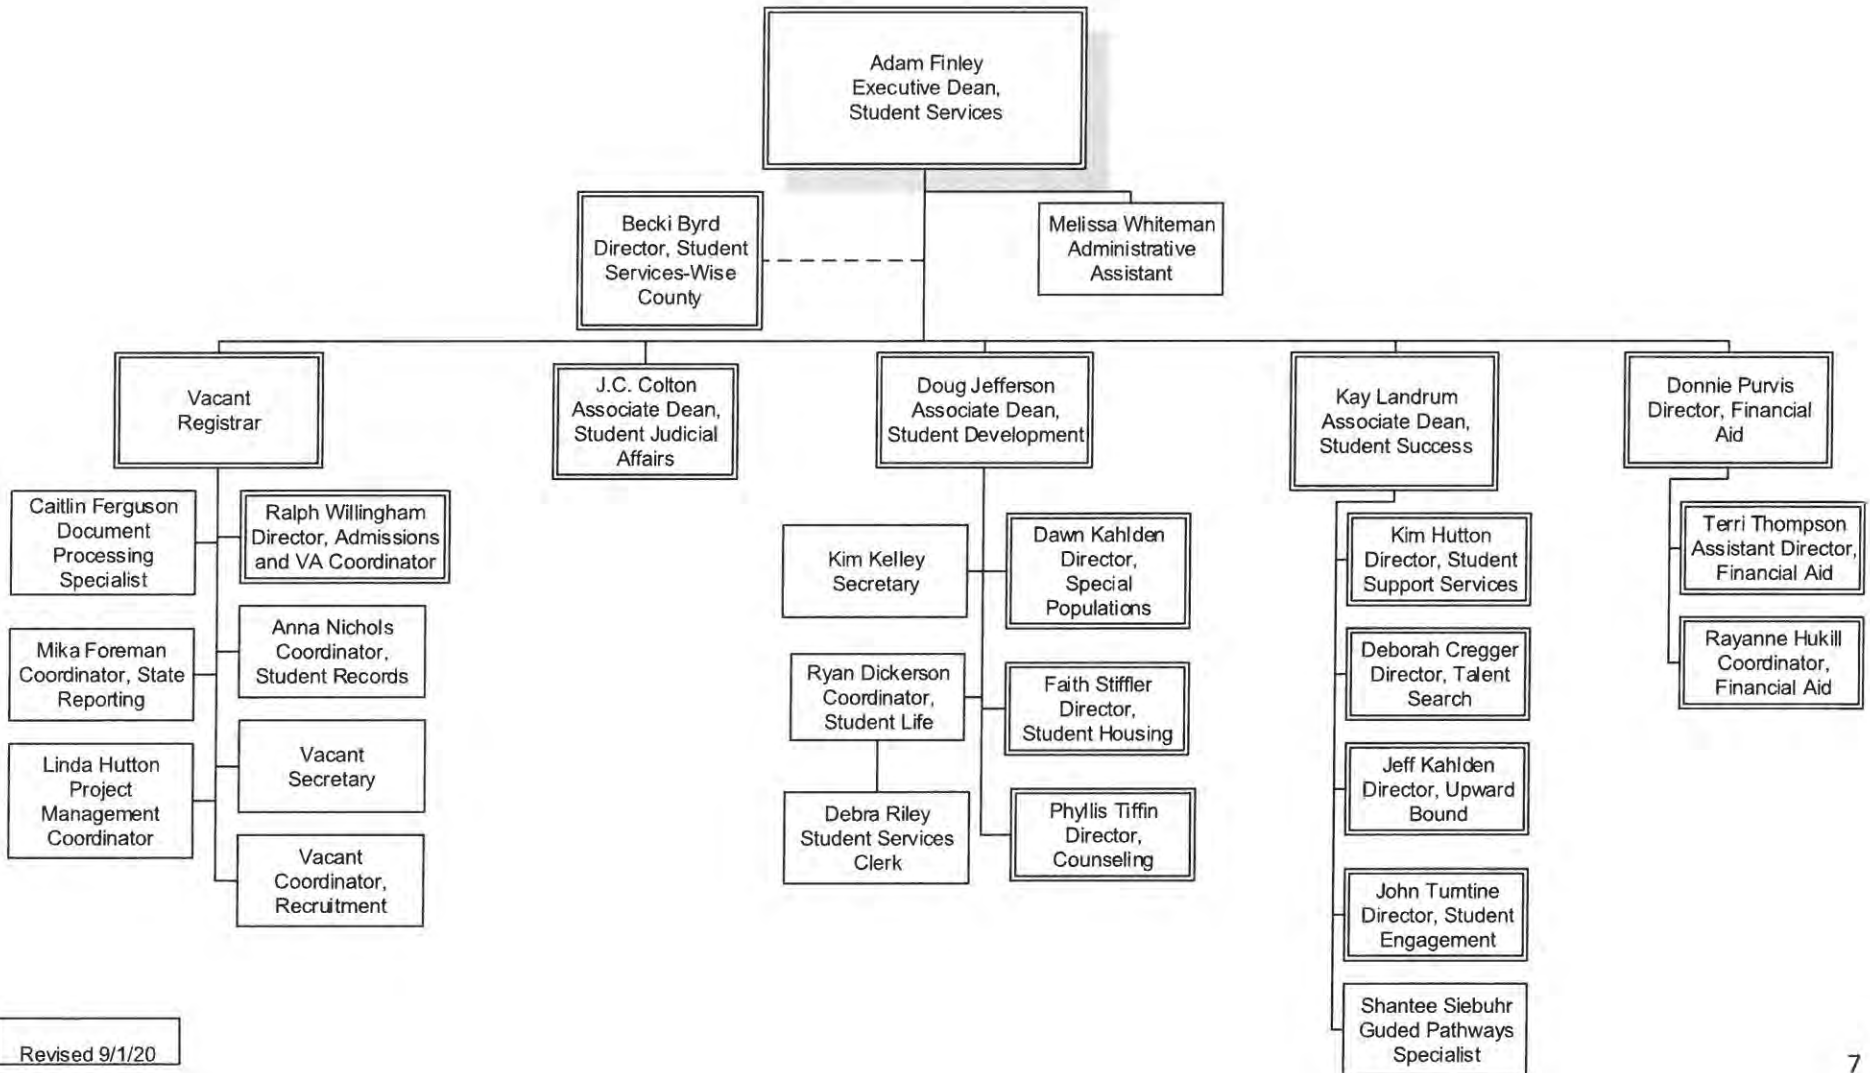 Adam Finley
Executive Dean,
Student Services
Becki Byrd
Director, Student
Services-Wise
County
Melissa Whiteman
Administrative
Assistant
Vacant
Registrar
J.C. Colton
Associate Dean,
Student Judicial
Affairs
Doug Jefferson
Associate Dean,
Student Development
Kay Landrum
Associate Dean,
Student Success
Donnie Purvis
Director, Financial
Aid
Caitlin Ferguson
Document
Processing
Specialist
Ralph Willingham
Director, Admissions
and VA Coordinator
Mika Foreman
Coordinator, State
Reporting
Anna Nichols
Coordinator,
Student Records
Linda Hutton
Project
Management
Coordinator
Vacant
Secretary
Vacant
Coordinator,
Recruitment
Kim Kelley
Secretary
Dawn Kahlden
Director,
Special
Populations
Ryan Dickerson
Coordinator,
Student Life
Faith Stiffler
Director,
Student Housing
Debra Riley
Student Services
Clerk
Phyllis Tiffin
Director,
Counseling
Kim Hutton
Director, Student
Support Services
Deborah Cregger
Director, Talent
Search
Jeff Kahlden
Director, Upward
Bound
John Turntine
Director, Student
Engagement
Shantee Siebuhr
Guded Pathways
Specialist
Terri Thompson
Assistant Director,
Financial Aid
Rayanne Hukill
Coordinator,
Financial Aid
Revised 9/1/20
7